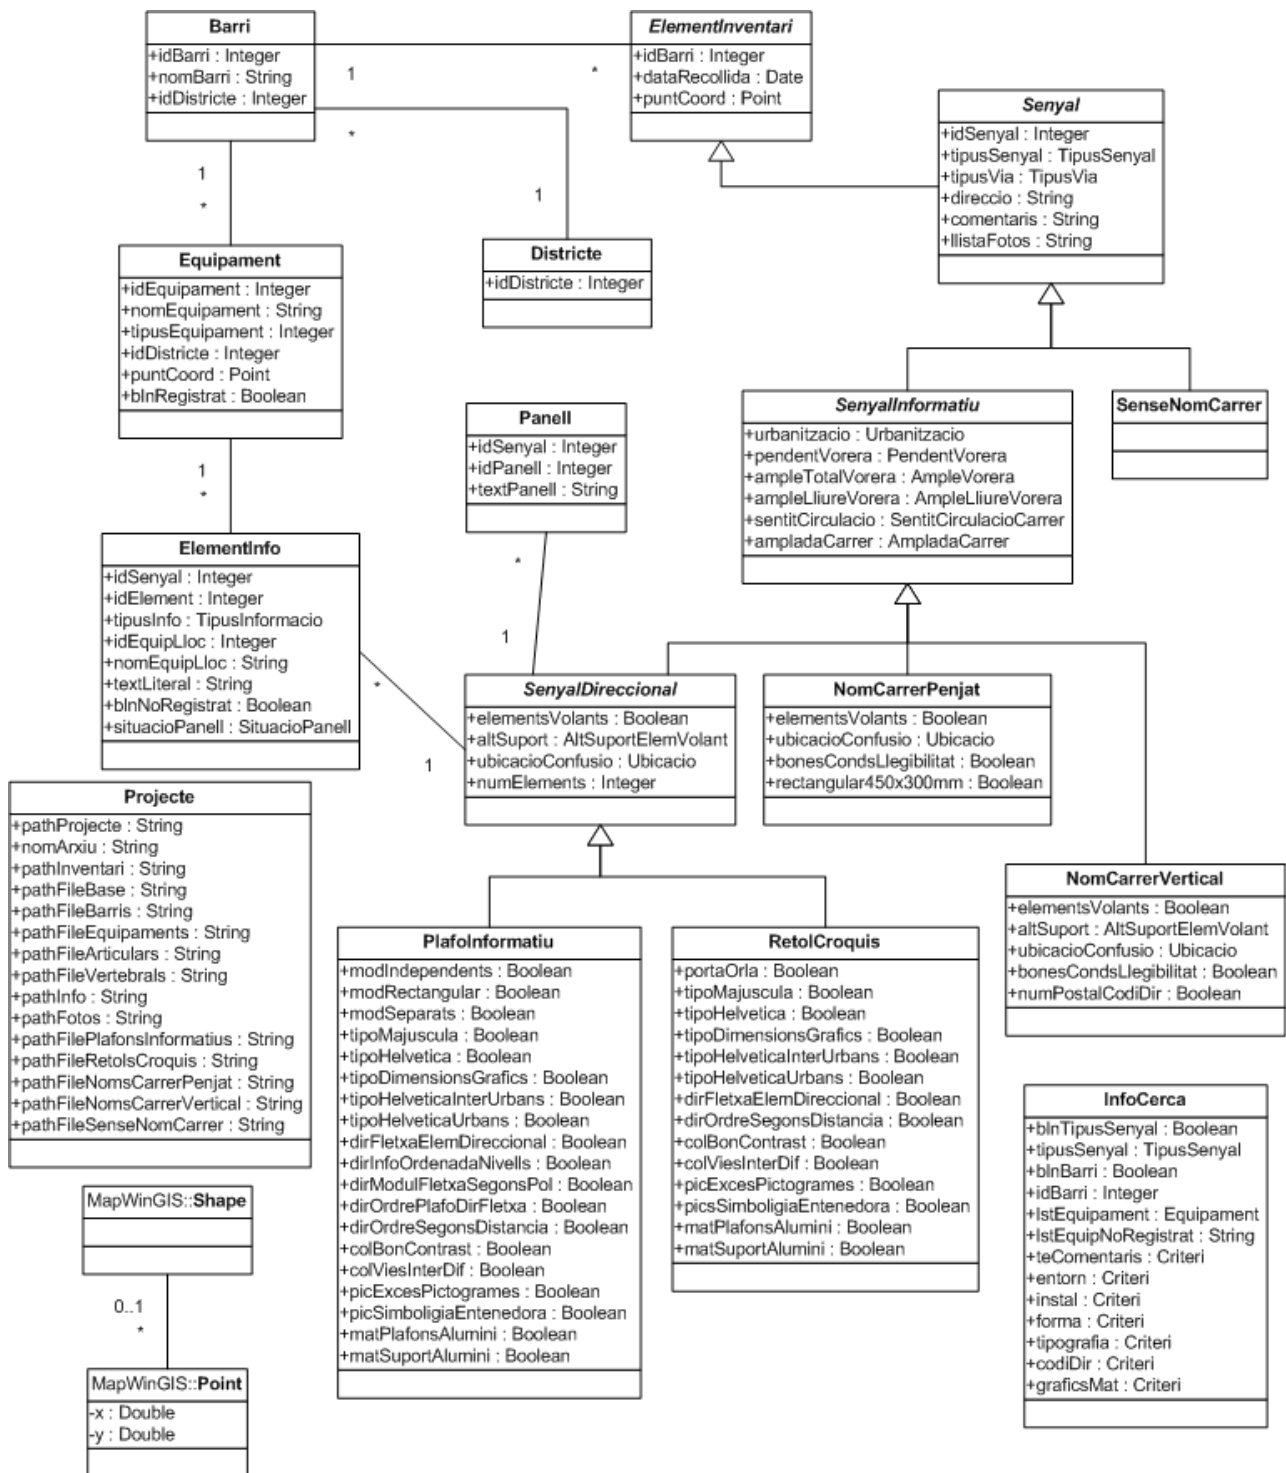 Barri
+idBarri : Integer
+nomBarri : String
+idDistricte : Integer
ElementInventari
+idBarri : Integer
+dataRecollida : Date
+puntCoord : Point
1
*
*
1
Senyal
+idSenyal : Integer
+tipusSenyal : TipusSenyal
+tipusVia : TipusVia
+direccio : String
+comentaris : String
+llistaFotos : String
1
*
Equipament
+idEquipament : Integer
+nomEquipament : String
+tipusEquipament : Integer
+idDistricte : Integer
+puntCoord : Point
+blnRegistrat : Boolean
Districte
+idDistricte : Integer
Panell
+idSenyal : Integer
+idPanell : Integer
+textPanell : String
SenyalInformatiu
+urbanitzacio : Urbanitzacio
+pendentVorera : PendentVorera
+ampleTotalVorera : AmpleVorera
+ampleLliureVorera : AmpleLliureVorera
+sentitCirculacio : SentitCirculacioCarrer
+ampladaCarrer : AmpladaCarrer
SenseNomCarrer
1
*
ElementInfo
+idSenyal : Integer
+idElement : Integer
+tipusInfo : TipusInformacio
+idEquipLloc : Integer
+nomEquipLloc : String
+textLiteral : String
+blnNoRegistrat : Boolean
+situacioPanell : SituacioPanell
*
1
*
1
SenyalDireccional
+elementsVolants : Boolean
+altSuport : AltSuportElemVolant
+ubicacioConfusio : Ubicacio
+numElements : Integer
NomCarrerPenjat
+elementsVolants : Boolean
+ubicacioConfusio : Ubicacio
+bonesCondsLlegibilitat : Boolean
+rectangular450x300mm : Boolean
Projecte
+pathProjecte : String
+nomArxiu : String
+pathInventari : String
+pathFileBase : String
+pathFileBarris : String
+pathFileEquipaments : String
+pathFileArticulars : String
+pathFileVertebrals : String
+pathInfo : String
+pathFotos : String
+pathFilePlafonsInformatius : String
+pathFileRetolsCroquis : String
+pathFileNomsCarrerPenjat : String
+pathFileNomsCarrerVertical : String
+pathFileSenseNomCarrer : String
NomCarrerVertical
+elementsVolants : Boolean
+altSuport : AltSuportElemVolant
+ubicacioConfusio : Ubicacio
+bonesCondsLlegibilitat : Boolean
+numPostalCodiDir : Boolean
PlafoInformatiu
+modIndependents : Boolean
+modRectangular : Boolean
+modSeparats : Boolean
+tipoMajuscula : Boolean
+tipoHelvetica : Boolean
+tipoDimensionsGrafics : Boolean
+tipoHelveticaInterUrbans : Boolean
+tipoHelveticaUrbans : Boolean
+dirFletxaElemDireccional : Boolean
+dirInfoOrdenadaNivells : Boolean
+dirModulFletxaSegonsPol : Boolean
+dirOrdrePlafoDirFletxa : Boolean
+dirOrdreSegonsDistancia : Boolean
+colBonContrast : Boolean
+colViesInterDif : Boolean
+picExcesPictogrames : Boolean
+picSimboligiaEntenedora : Boolean
+matPlafonsAlumini : Boolean
+matSuportAlumini : Boolean
RetolCroquis
+portaOrla : Boolean
+tipoMajuscula : Boolean
+tipoHelvetica : Boolean
+tipoDimensionsGrafics : Boolean
+tipoHelveticaInterUrbans : Boolean
+tipoHelveticaUrbans : Boolean
+dirFletxaElemDireccional : Boolean
+dirOrdreSegonsDistancia : Boolean
+colBonContrast : Boolean
+colViesInterDif : Boolean
+picExcesPictogrames : Boolean
+picsSimboligiaEntenedora : Boolean
+matPlafonsAlumini : Boolean
+matSuportAlumini : Boolean
InfoCerca
+blnTipusSenyal : Boolean
+tipusSenyal : TipusSenyal
+blnBarri : Boolean
+idBarri : Integer
+lstEquipament : Equipament
+lstEquipNoRegistrat : String
+teComentaris : Criteri
+entorn : Criteri
+instal : Criteri
+forma : Criteri
+tipografia : Criteri
+codiDir : Criteri
+graficsMat : Criteri
MapWinGIS::Shape
0..1
*
MapWinGIS::Point
-x : Double
-y : Double